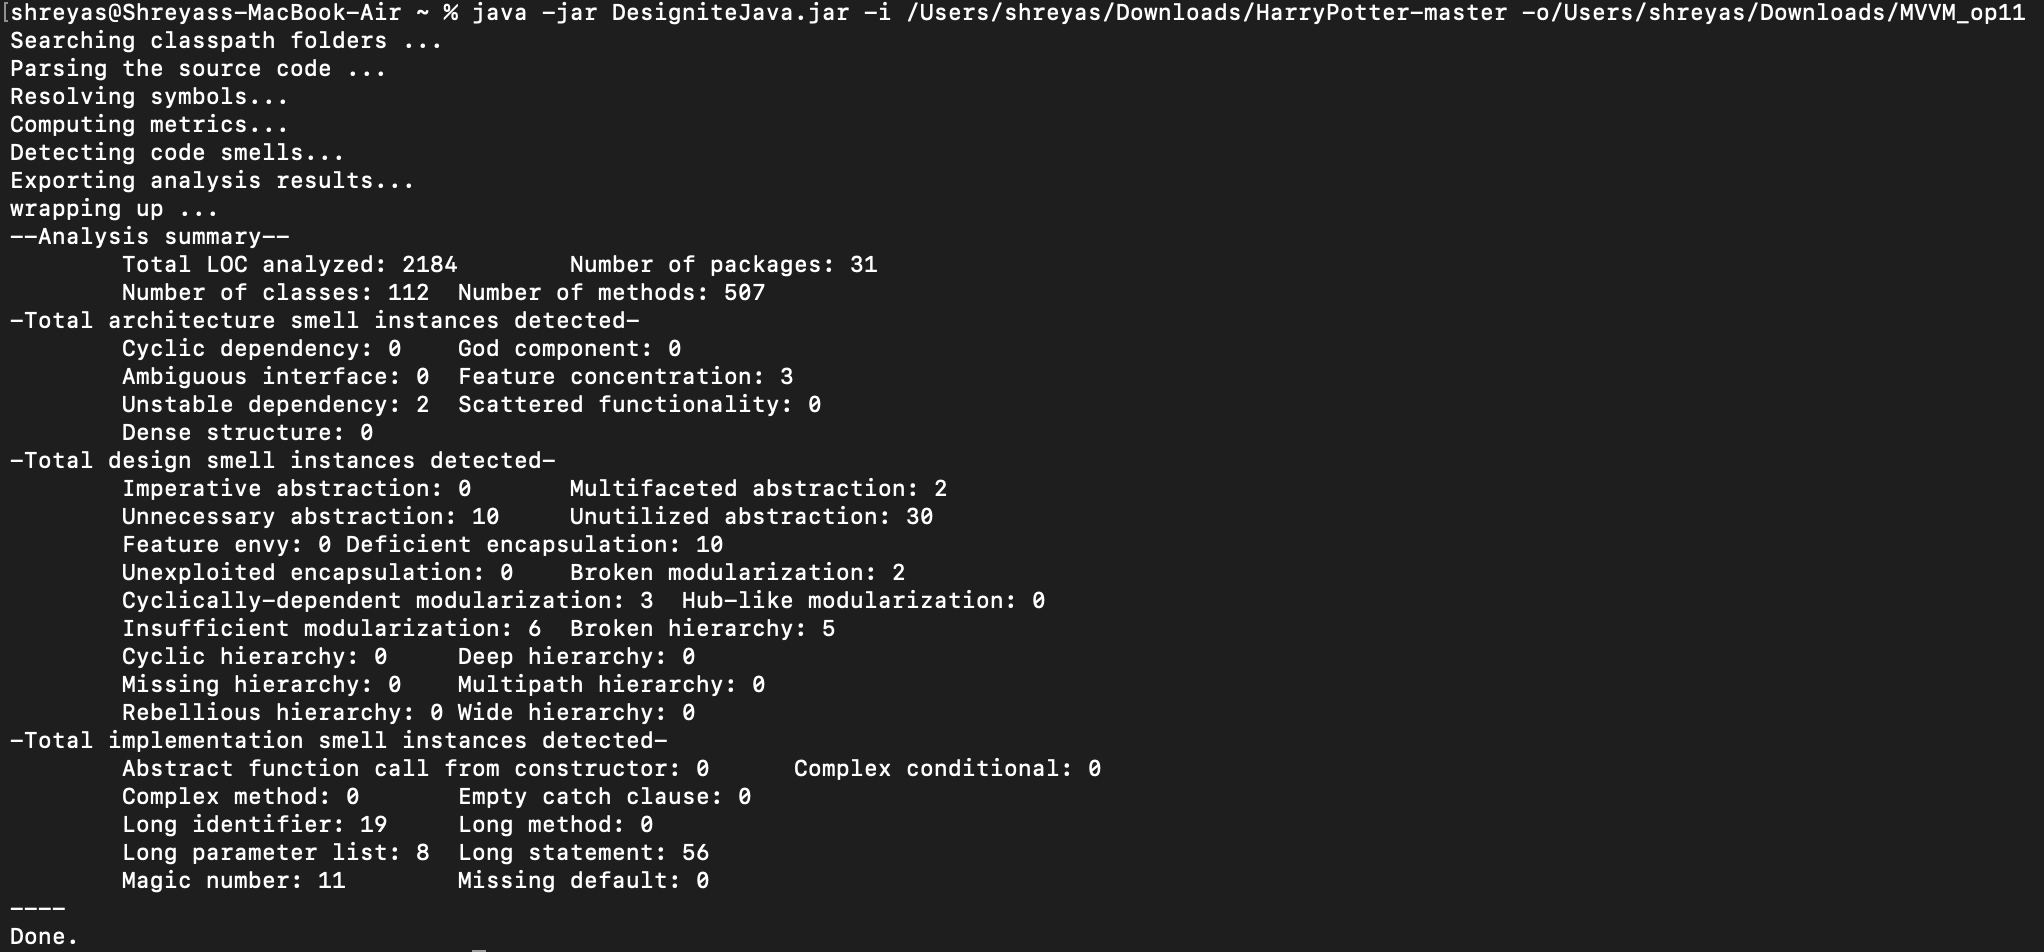 [shreyas@Shreyass-MacBook-Air ~ % java -jar DesigniteJava.jar -i /Users/shreyas/Downloads/HarryPotter-master -o/Users/shreyas/Downloads/MVVM_op11
Searching classpath folders ...
Parsing the source code ...
Resolving symbols...
Computing metrics...
Detecting code smells...
Exporting analysis results...
wrapping up ...
--Analysis summary--
Total LOC analyzed: 2184 Number of packages: 31
Number of classes: 112 Number of methods: 507
-Total architecture smell instances detected-
Cyclic dependency: 0 God component: 0
Ambiguous interface: 0 Feature concentration: 3
Unstable dependency: 2 Scattered functionality: 0
Dense structure: 0
-Total design smell instances detected-
Imperative abstraction: 0 Multifaceted abstraction: 2
Unnecessary abstraction: 10 Unutilized abstraction: 30
Feature envy: 0 Deficient encapsulation: 10
Unexploited encapsulation: 0 Broken modularization: 2
Cyclically-dependent modularization: 3 Hub-like modularization: 0
Insufficient modularization: 6 Broken hierarchy: 5
Cyclic hierarchy: 0 Deep hierarchy: 0
Missing hierarchy: 0 Multipath hierarchy: 0
Rebellious hierarchy: 0 Wide hierarchy: 0
-Total implementation smell instances detected-
Abstract function call from constructor: 0 Complex conditional: 0
Complex method: 0 Empty catch clause: 0
Long identifier: 19 Long method: 0
Long parameter list: 8 Long statement: 56
Magic number: 11 Missing default: 0
----
Done.